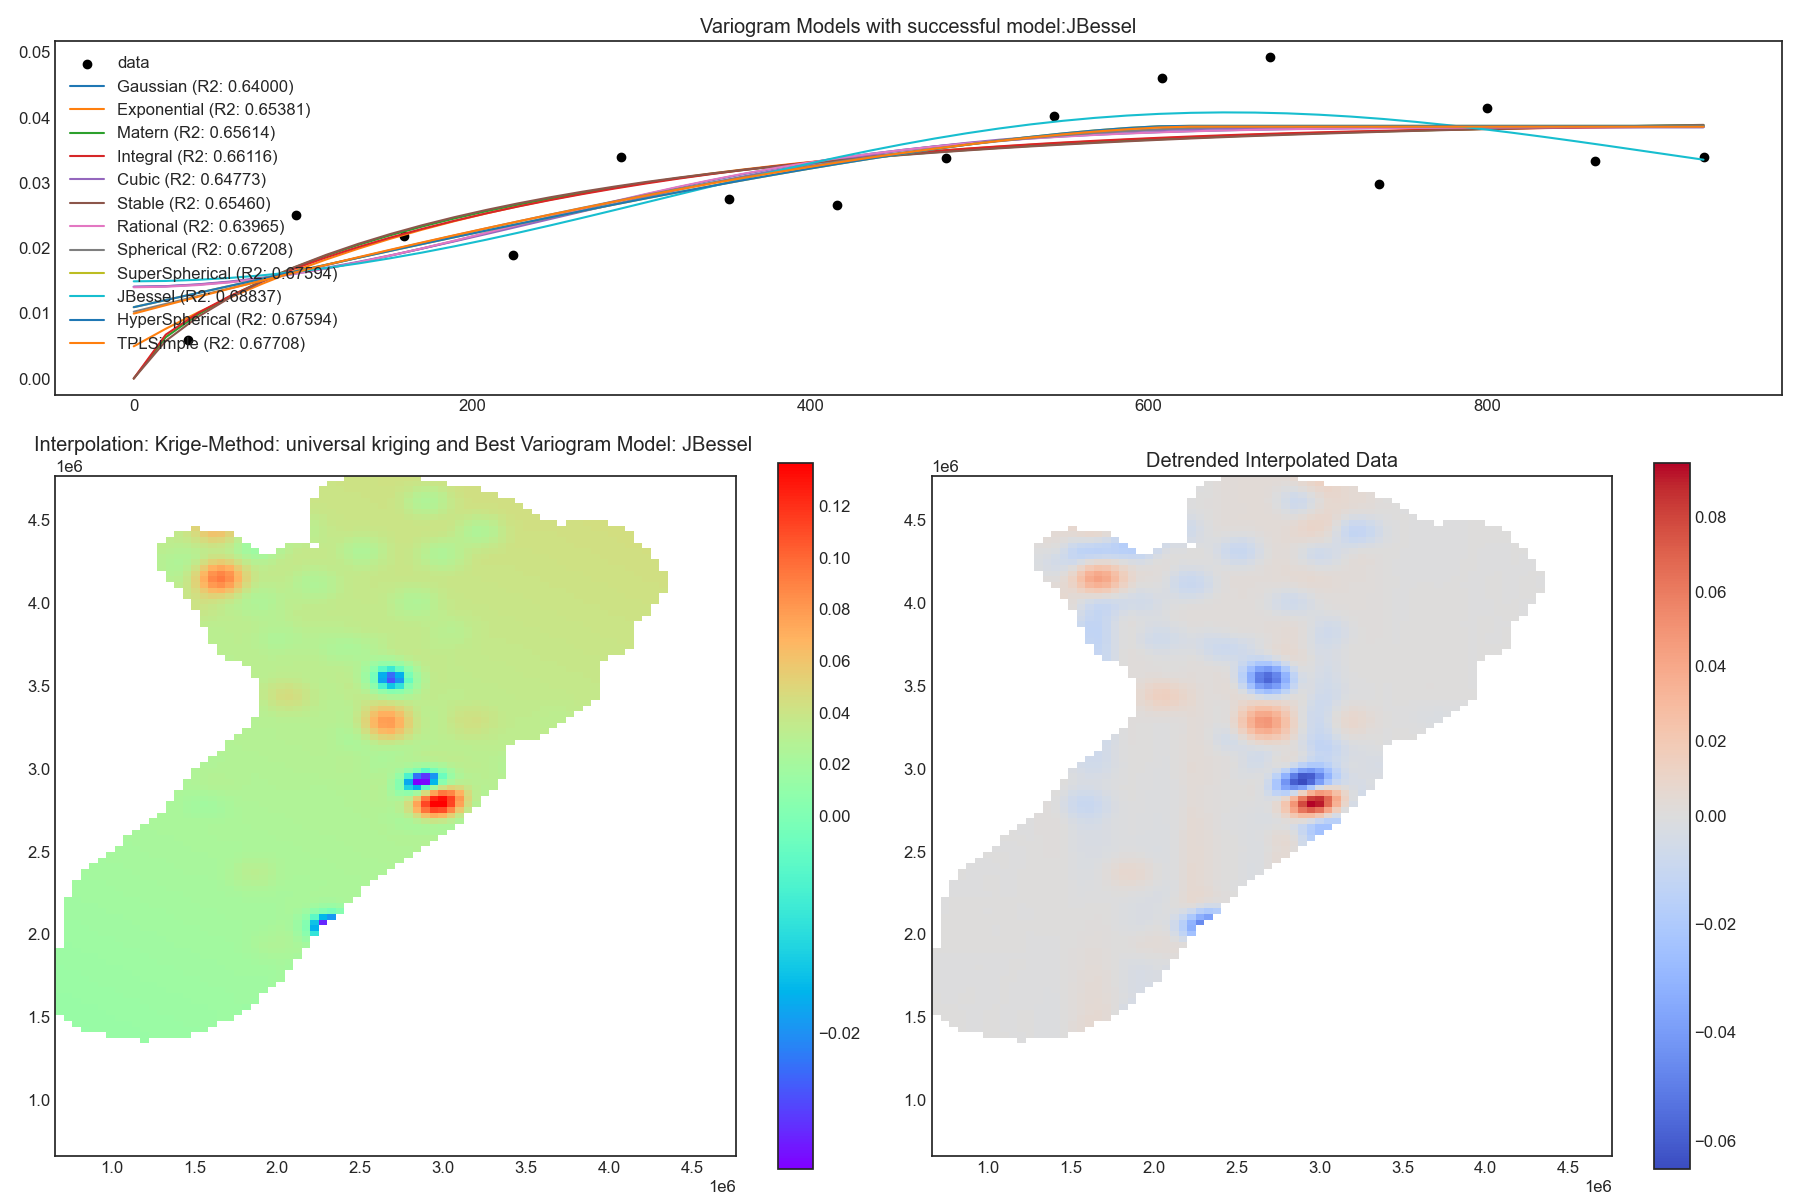 Variogram Models with successful model:JBessel
0.05
0.04
0.03
0.02
0.01
0.00
data
Gaussian (R2: 0.64000)
Exponential (R2: 0.65381)
Matern (R2: 0.65614)
Integral (R2: 0.66116)
Cubic (R2: 0.64773)
Stable (R2: 0.65460)
Rational (R2: 0.63965)
Spherical (R2: 0.67208)
SuperSpherical (R2: 0.67594)
JBessel (R2: 0.68837)
HyperSpherical (R2: 0.67594)
TPLSimple (R2: 0.67708)
0 200 400 600 800
Interpolation: Krige-Method: universal kriging and Best Variogram Model: JBessel
1e6
4.5
4.0
3.5
3.0
2.5
2.0
1.5
1.0
1.0 1.5 2.0 2.5 3.0 3.5 4.0 4.5
1e6
0.12
0.10
0.08
0.06
0.04
0.02
0.00
−0.02
Detrended Interpolated Data
1e6
4.5
4.0
3.5
3.0
2.5
2.0
1.5
1.0
1.0 1.5 2.0 2.5 3.0 3.5 4.0 4.5
1e6
0.08
0.06
0.04
0.02
0.00
−0.02
−0.04
−0.06